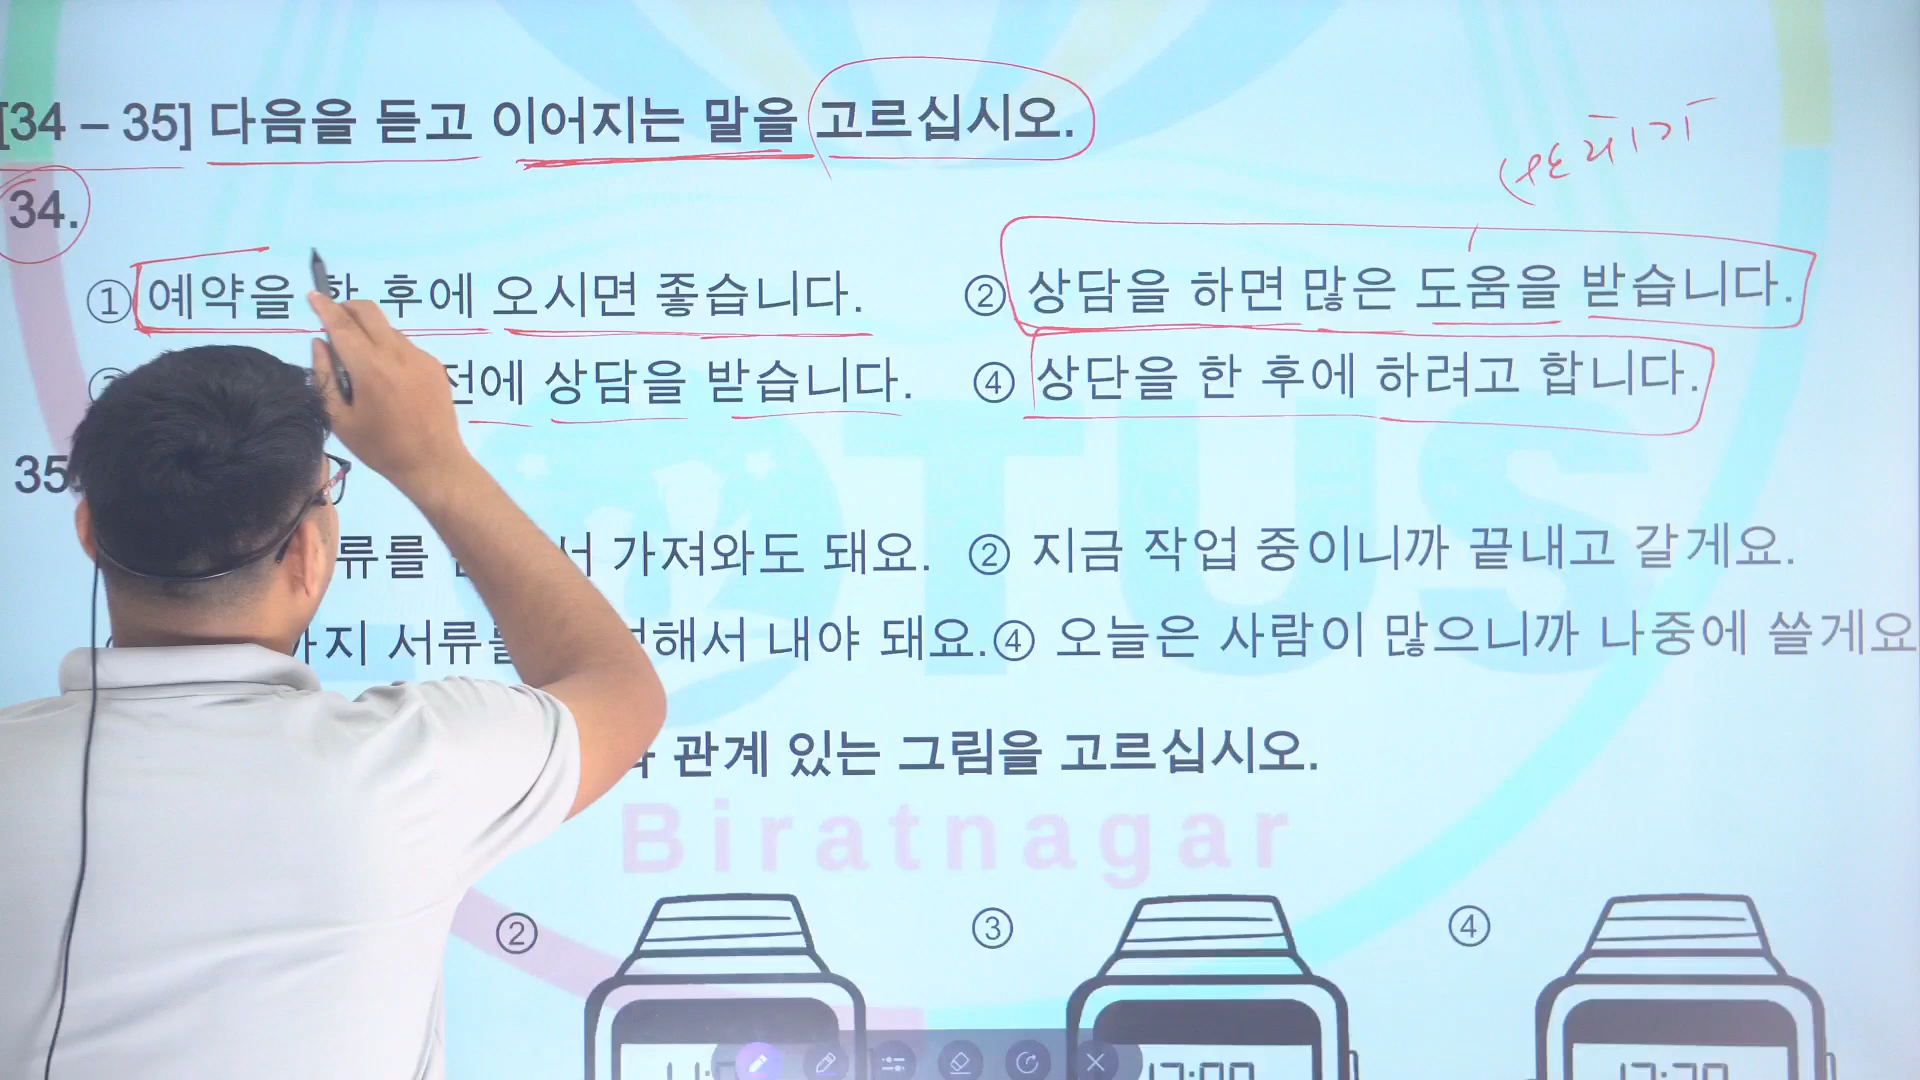 [34 – 35] 다음을 듣고 이어지는 말을 고르십시오.
34.
① 예약을 한 후에 오시면 좋습니다.
② 상담을 하면 많은 도움을 받습니다.
전에 상담을 받습니다.
④ 상단을 한 후에 하려고 합니다.
35
류를 서 가져와도 돼요.
② 지금 작업 중이니까 끝내고 갈게요.
까지 서류를 해서 내야 돼요.
④ 오늘은 사람이 많으니까 나중에 쓸게요
관계 있는 그림을 고르십시오.
TUS
Biratnagar
②
③
④